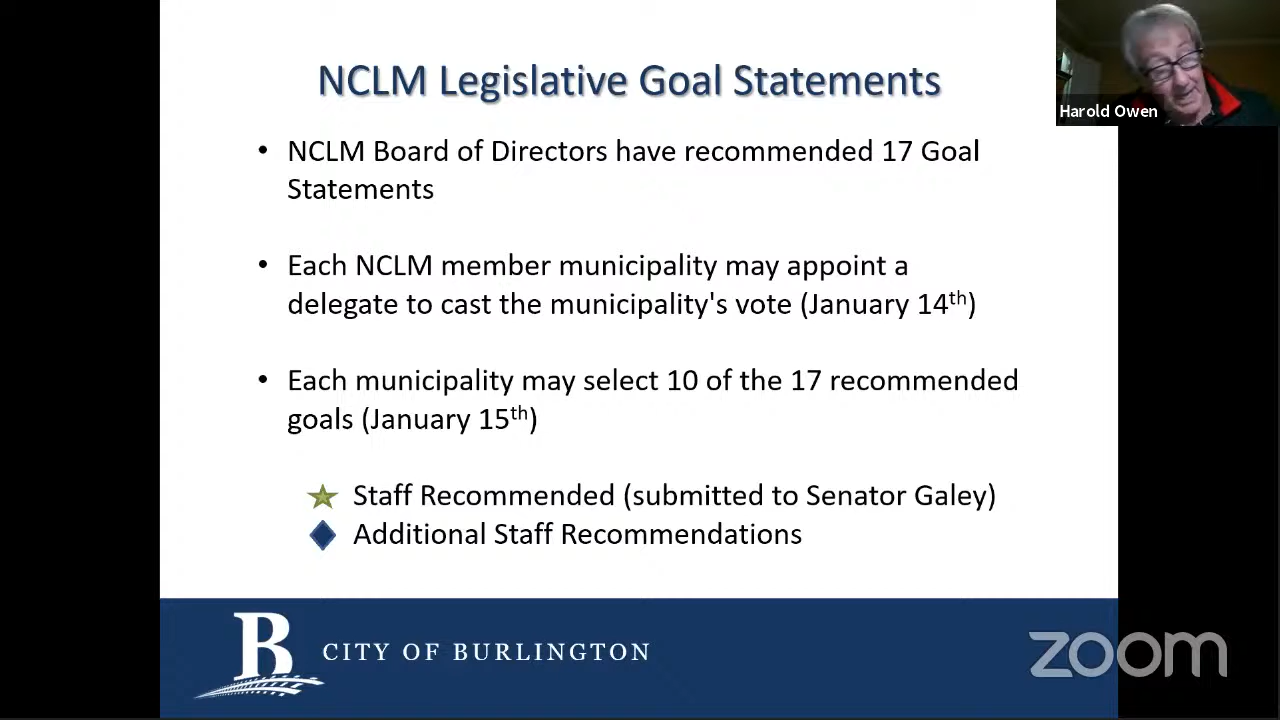 NCLM Legislative Goal Statements
Harold Owen
• NCLM Board of Directors have recommended 17 Goal
Statements
• Each NCLM member municipality may appoint a
delegate to cast the municipality's vote (January 14th)
• Each municipality may select 10 of the 17 recommended
goals (January 15th)
Staff Recommended (submitted to Senator Galey)
Additional Staff Recommendations
B CITY OF BURLINGTON
zoom